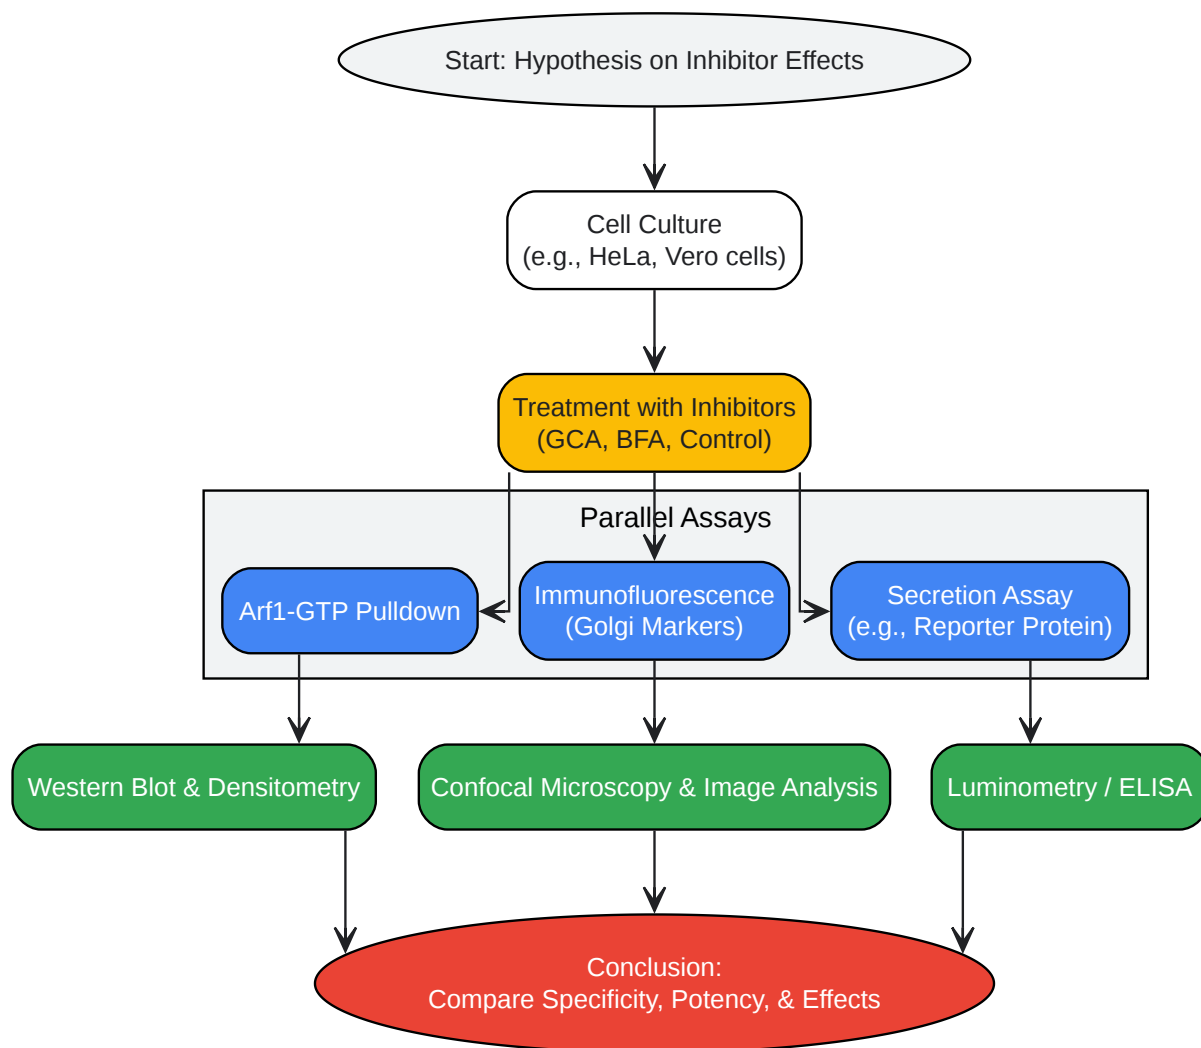 Start: Hypothesis on Inhibitor Effects
Cell Culture
(e.g., HeLa, Vero cells)
Treatment with Inhibitors
(GCA, BFA, Control)
Parallel Assays
Arf1-GTP Pulldown
Immunofluorescence
(Golgi Markers)
Secretion Assay
(e.g., Reporter Protein)
Western Blot & Densitometry
Confocal Microscopy & Image Analysis
Luminometry / ELISA
Conclusion:
Compare Specificity, Potency, & Effects